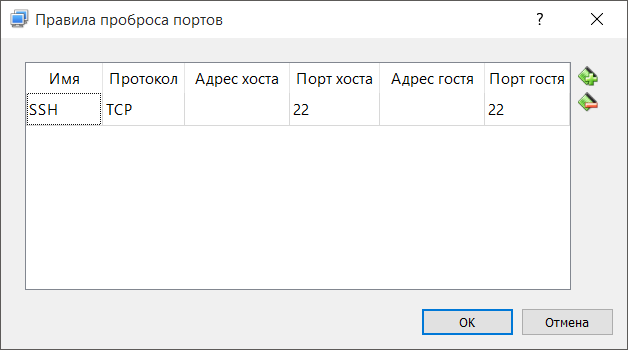 Правила проброса портов ?
Имя Протокол Адрес хоста Порт хоста Адрес гостя Порт гостя
SSH TCP 22 22
OK Отмена